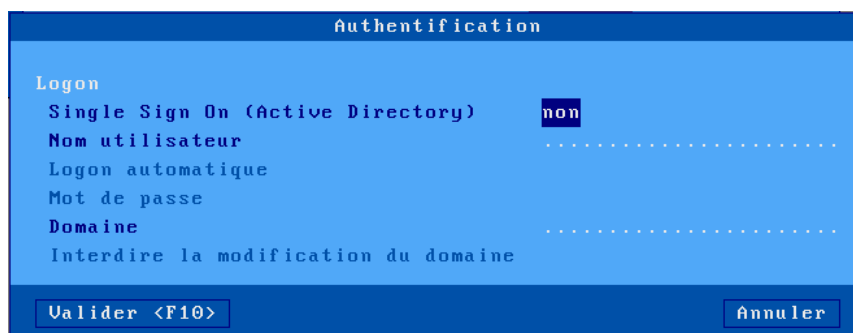 Authentification
Logon
Single Sign On (Active Directory) non
Nom utilisateur .......................
Logon automatique
Mot de passe
Domaine .......................
Interdire la modification du domaine
Valider <F10> Annuler